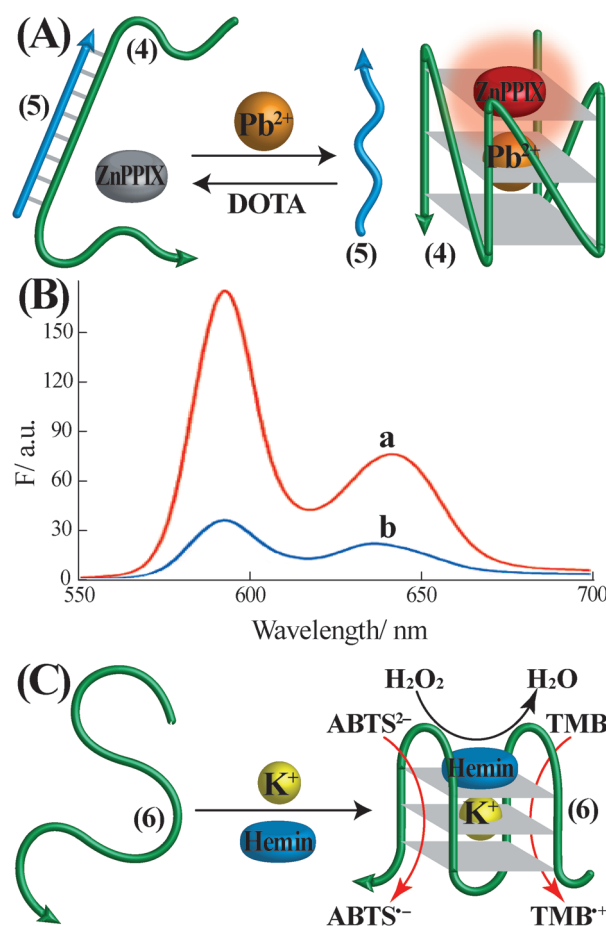 (A)
(4)
(5)
ZnPPIX
Pb²⁺
DOTA
(5)
ZnPPIX
Pb²⁺
(4)
(B)
F/ a.u.
150
120
90
60
30
0
a
b
550 600 650 700
Wavelength/ nm
(C)
(6)
K⁺
Hemin
H₂O₂ H₂O
ABTS²⁻ TMB
Hemin
K⁺
(6)
ABTS•⁻ TMB•⁺